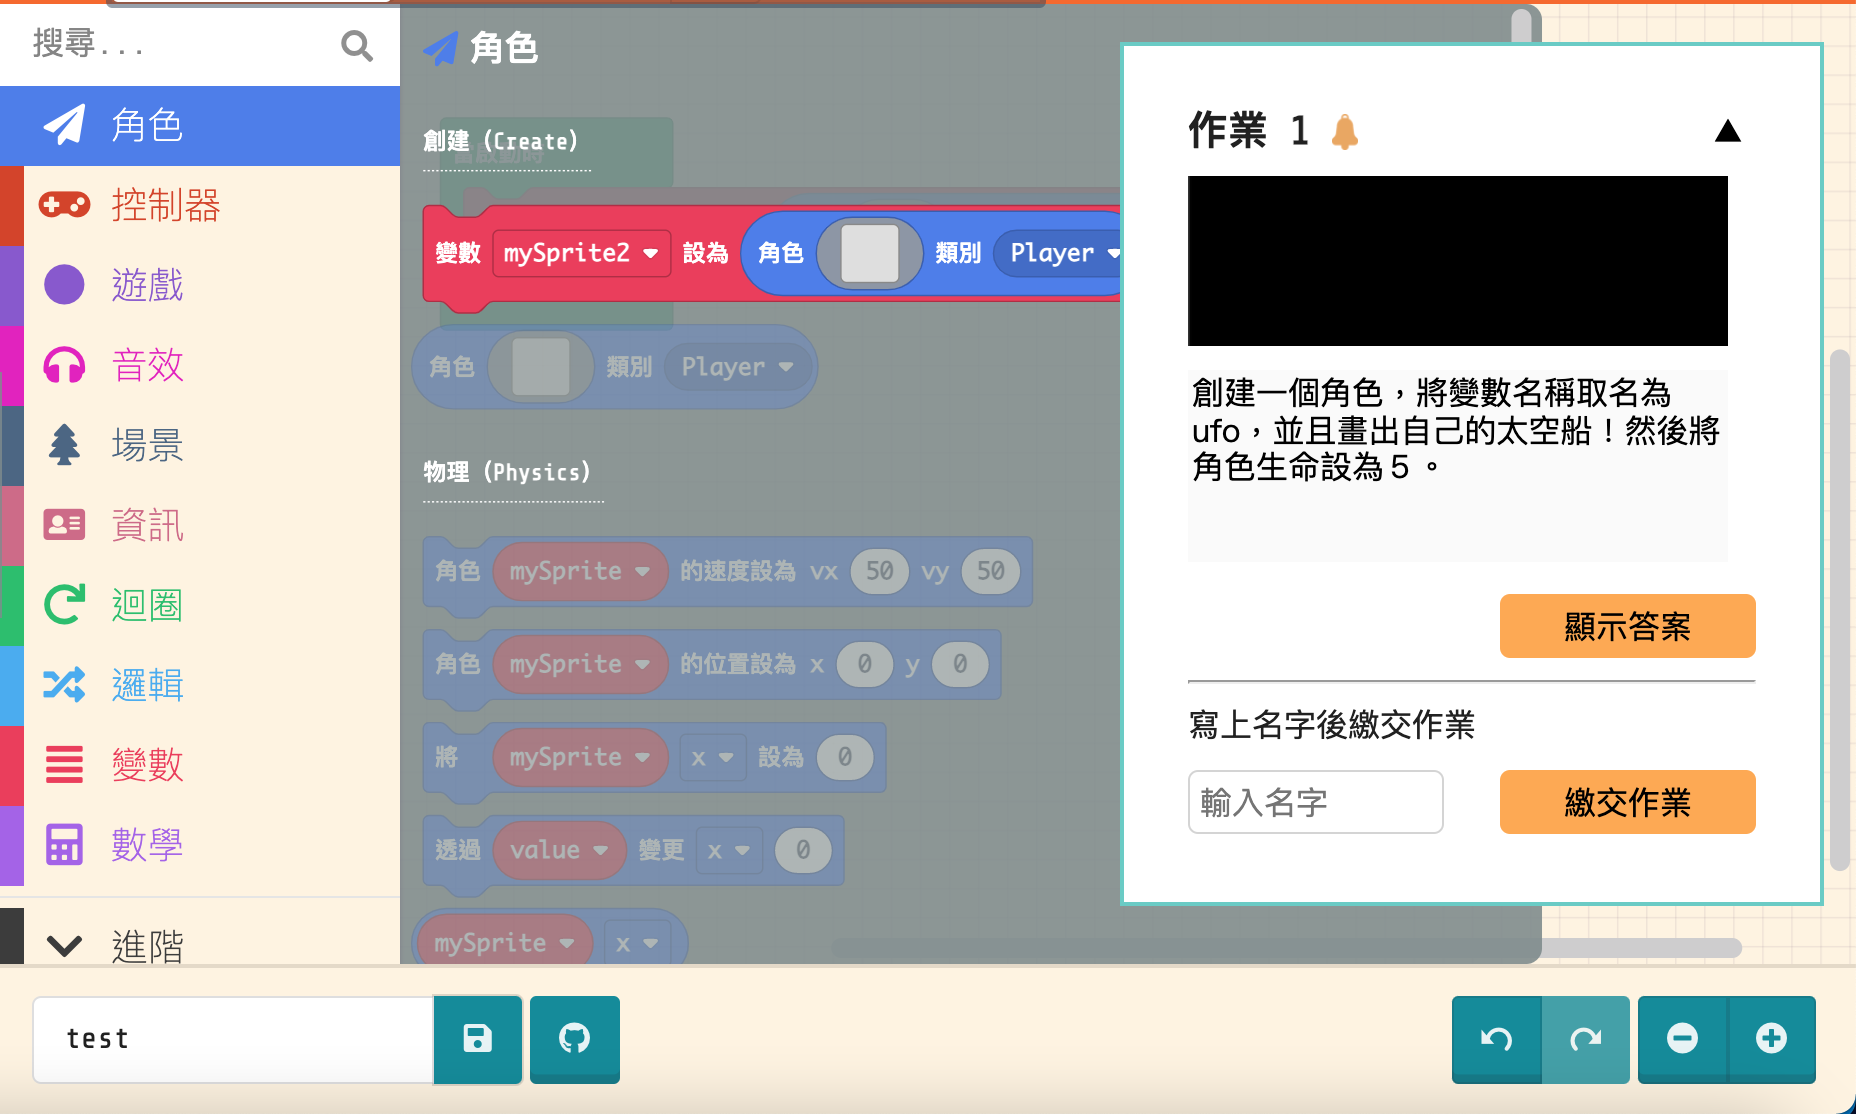 搜尋...
角色
控制器
遊戲
音效
場景
資訊
迴圈
邏輯
變數
數學
進階
角色
創建 (Create)
當啟動時
變數 mySprite2 設為 角色 類別 Player
角色 類別 Player
物理 (Physics)
角色 mySprite 的速度設為 vx 50 vy 50
角色 mySprite 的位置設為 x 0 y 0
將 mySprite x 設為 0
透過 value 變更 x 0
mySprite x
作業 1
▲
創建一個角色，將變數名稱取名為
ufo，並且畫出自己的太空船！然後將
角色生命設為５。
顯示答案
寫上名字後繳交作業
輸入名字
繳交作業
test